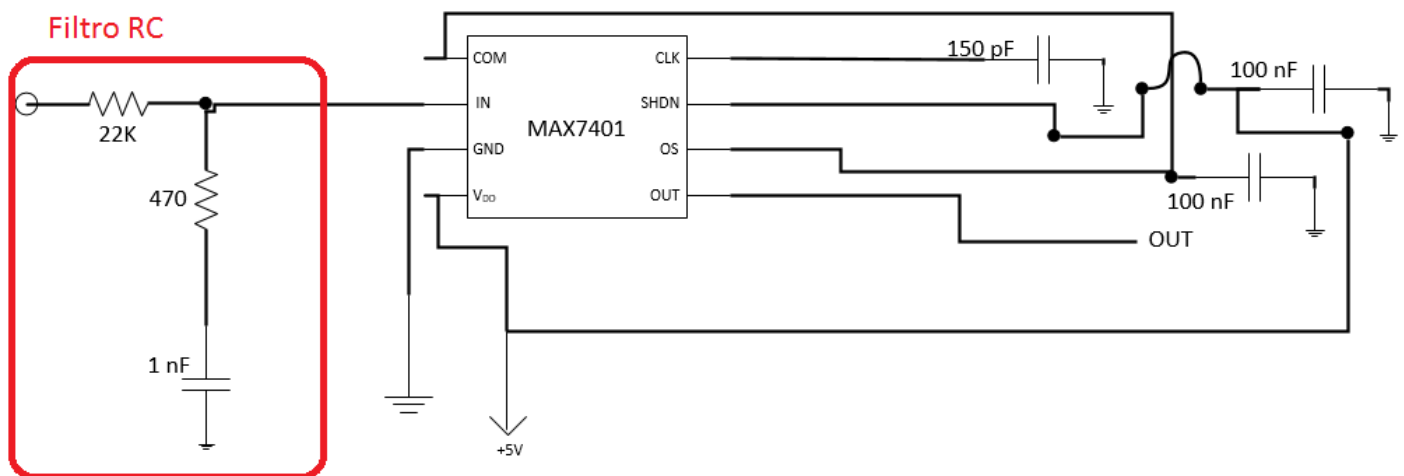 Filtro RC
22K
470
1 nF
COM
IN
GND
VDD
MAX7401
CLK
SHDN
OS
OUT
150 pF
100 nF
100 nF
OUT
+5V